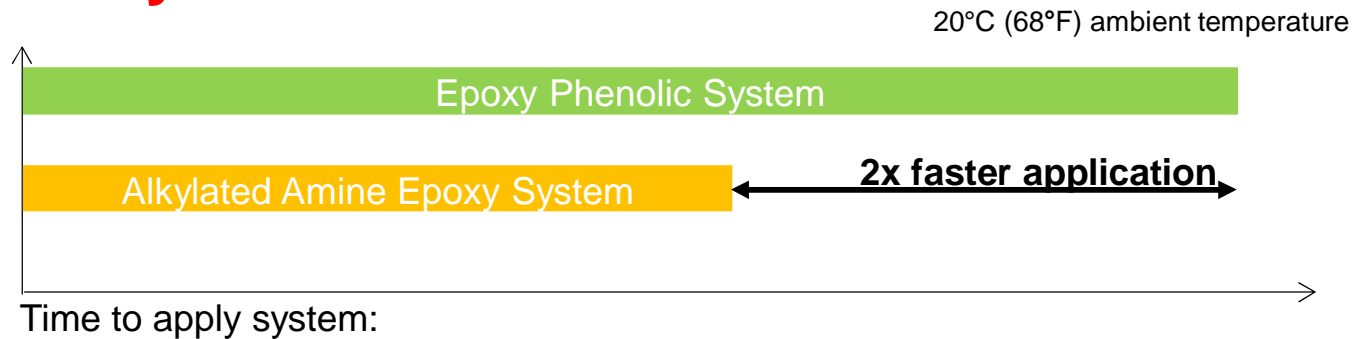 20°C (68°F) ambient temperature
Epoxy Phenolic System
2x faster application
Alkylated Amine Epoxy System
Time to apply system: